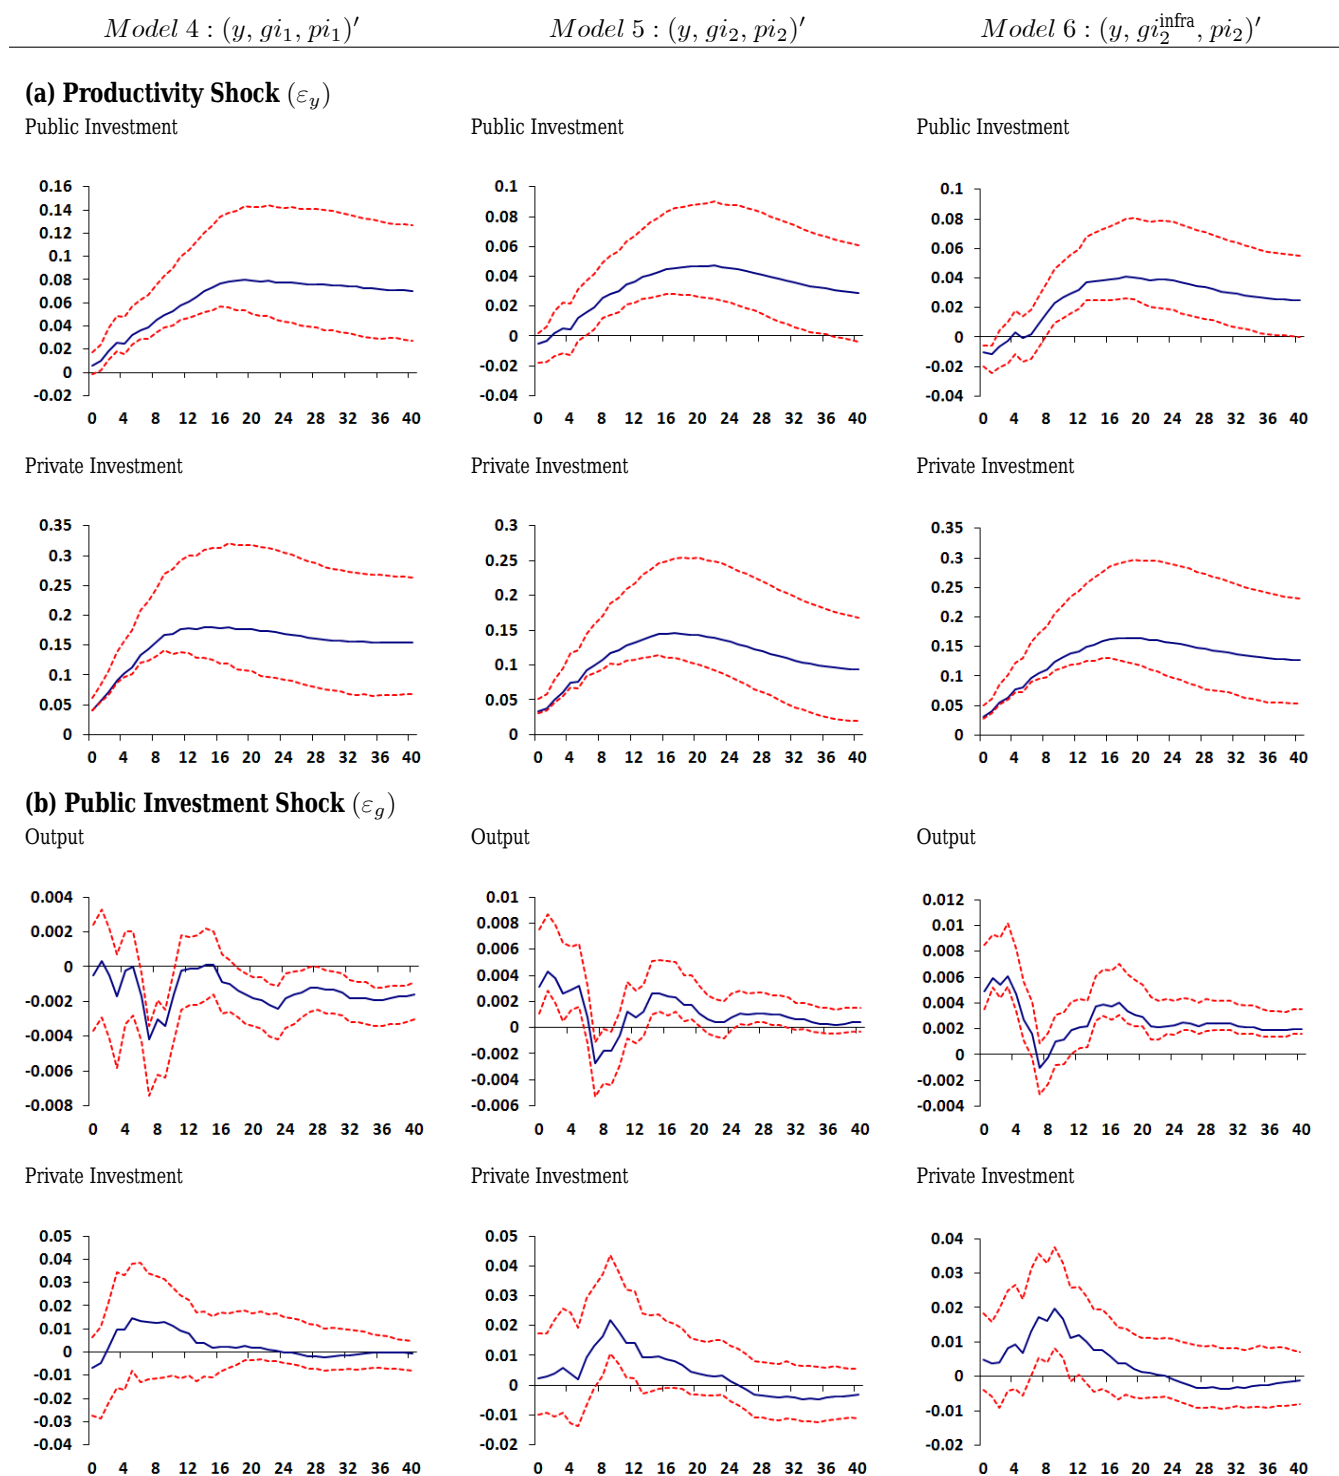 Model 4 : (y, gi₁, pi₁)′ Model 5 : (y, gi₂, pi₂)′ Model 6 : (y, gi₂^infra, pi₂)′
(a) Productivity Shock (ε_y)
Public Investment Public Investment Public Investment
0.16 0.14 0.12 0.1 0.08 0.06 0.04 0.02 0 -0.02
0 4 8 12 16 20 24 28 32 36 40
0.1 0.08 0.06 0.04 0.02 0 -0.02 -0.04
0 4 8 12 16 20 24 28 32 36 40
0.1 0.08 0.06 0.04 0.02 0 -0.02 -0.04
0 4 8 12 16 20 24 28 32 36 40
Private Investment Private Investment Private Investment
0.35 0.3 0.25 0.2 0.15 0.1 0.05 0
0 4 8 12 16 20 24 28 32 36 40
0.3 0.25 0.2 0.15 0.1 0.05 0
0 4 8 12 16 20 24 28 32 36 40
0.35 0.3 0.25 0.2 0.15 0.1 0.05 0
0 4 8 12 16 20 24 28 32 36 40
(b) Public Investment Shock (ε_g)
Output Output Output
0.004 0.002 0 -0.002 -0.004 -0.006 -0.008
0 4 8 12 16 20 24 28 32 36 40
0.01 0.008 0.006 0.004 0.002 0 -0.002 -0.004 -0.006
0 4 8 12 16 20 24 28 32 36 40
0.012 0.01 0.008 0.006 0.004 0.002 0 -0.002 -0.004
0 4 8 12 16 20 24 28 32 36 40
Private Investment Private Investment Private Investment
0.05 0.04 0.03 0.02 0.01 0 -0.01 -0.02 -0.03 -0.04
0 4 8 12 16 20 24 28 32 36 40
0.05 0.04 0.03 0.02 0.01 0 -0.01 -0.02
0 4 8 12 16 20 24 28 32 36 40
0.04 0.03 0.02 0.01 0 -0.01 -0.02
0 4 8 12 16 20 24 28 32 36 40